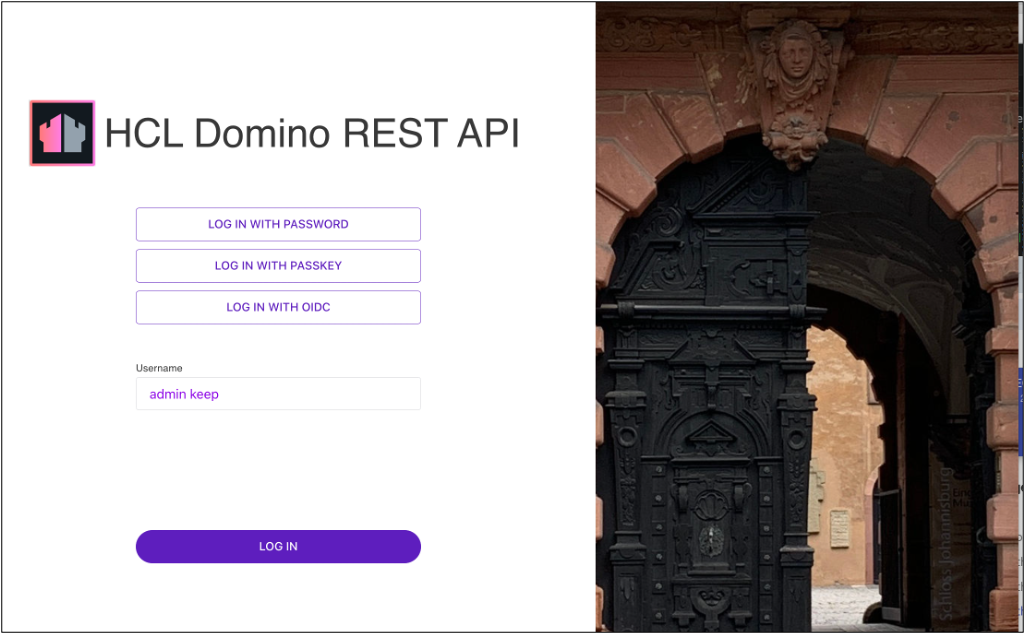 HCL Domino REST API
LOG IN WITH PASSWORD
LOG IN WITH PASSKEY
LOG IN WITH OIDC
Username
admin keep
LOG IN
Schloss Johannisburg